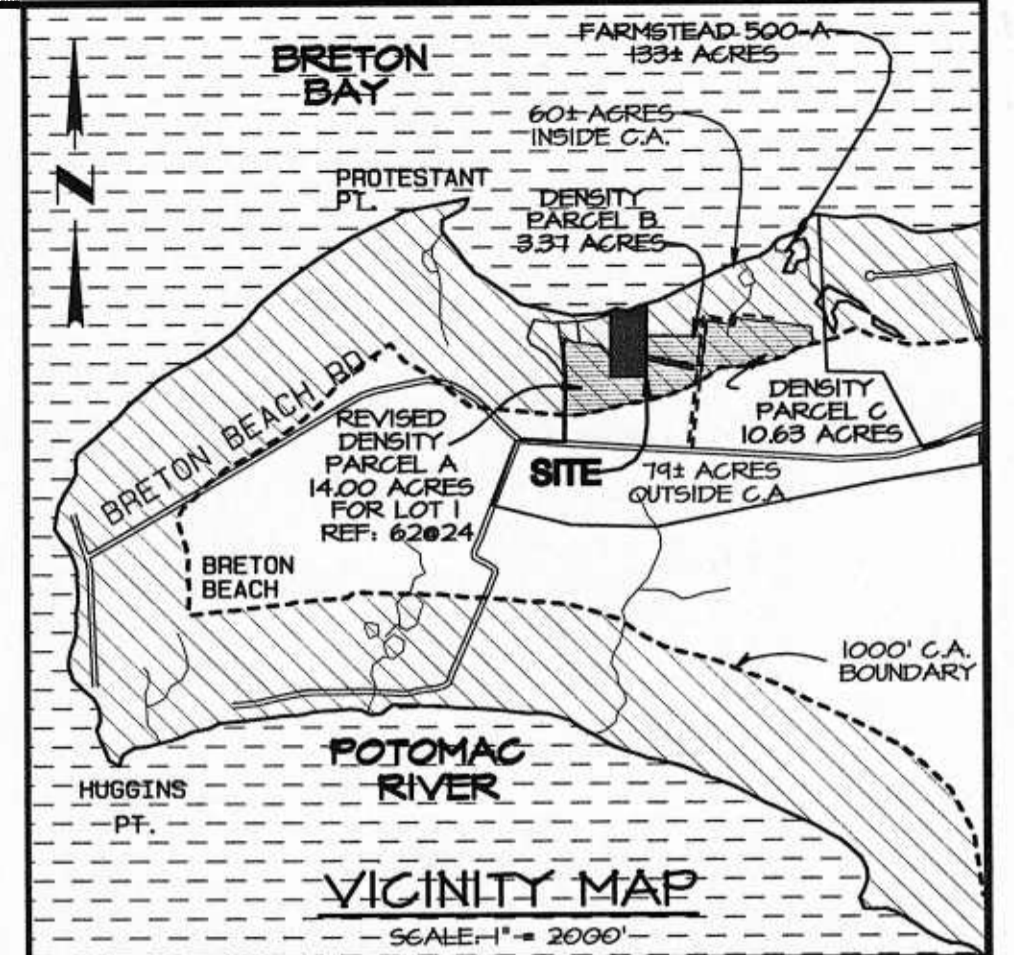 BRETON
BAY
FARMSTEAD 500-A
133± ACRES
60± ACRES
INSIDE C.A.
N
PROTESTANT
PT.
DENSITY
PARCEL B
3.37 ACRES
BRETON BEACH RD
REVISED
DENSITY
PARCEL A
14.00 ACRES
FOR LOT 1
REF: 62@24
DENSITY
PARCEL C
10.63 ACRES
SITE
79± ACRES
OUTSIDE C.A.
BRETON
BEACH
1000' C.A.
BOUNDARY
POTOMAC
RIVER
HUGGINS
PT.
VICINITY MAP
SCALE: 1" = 2000'